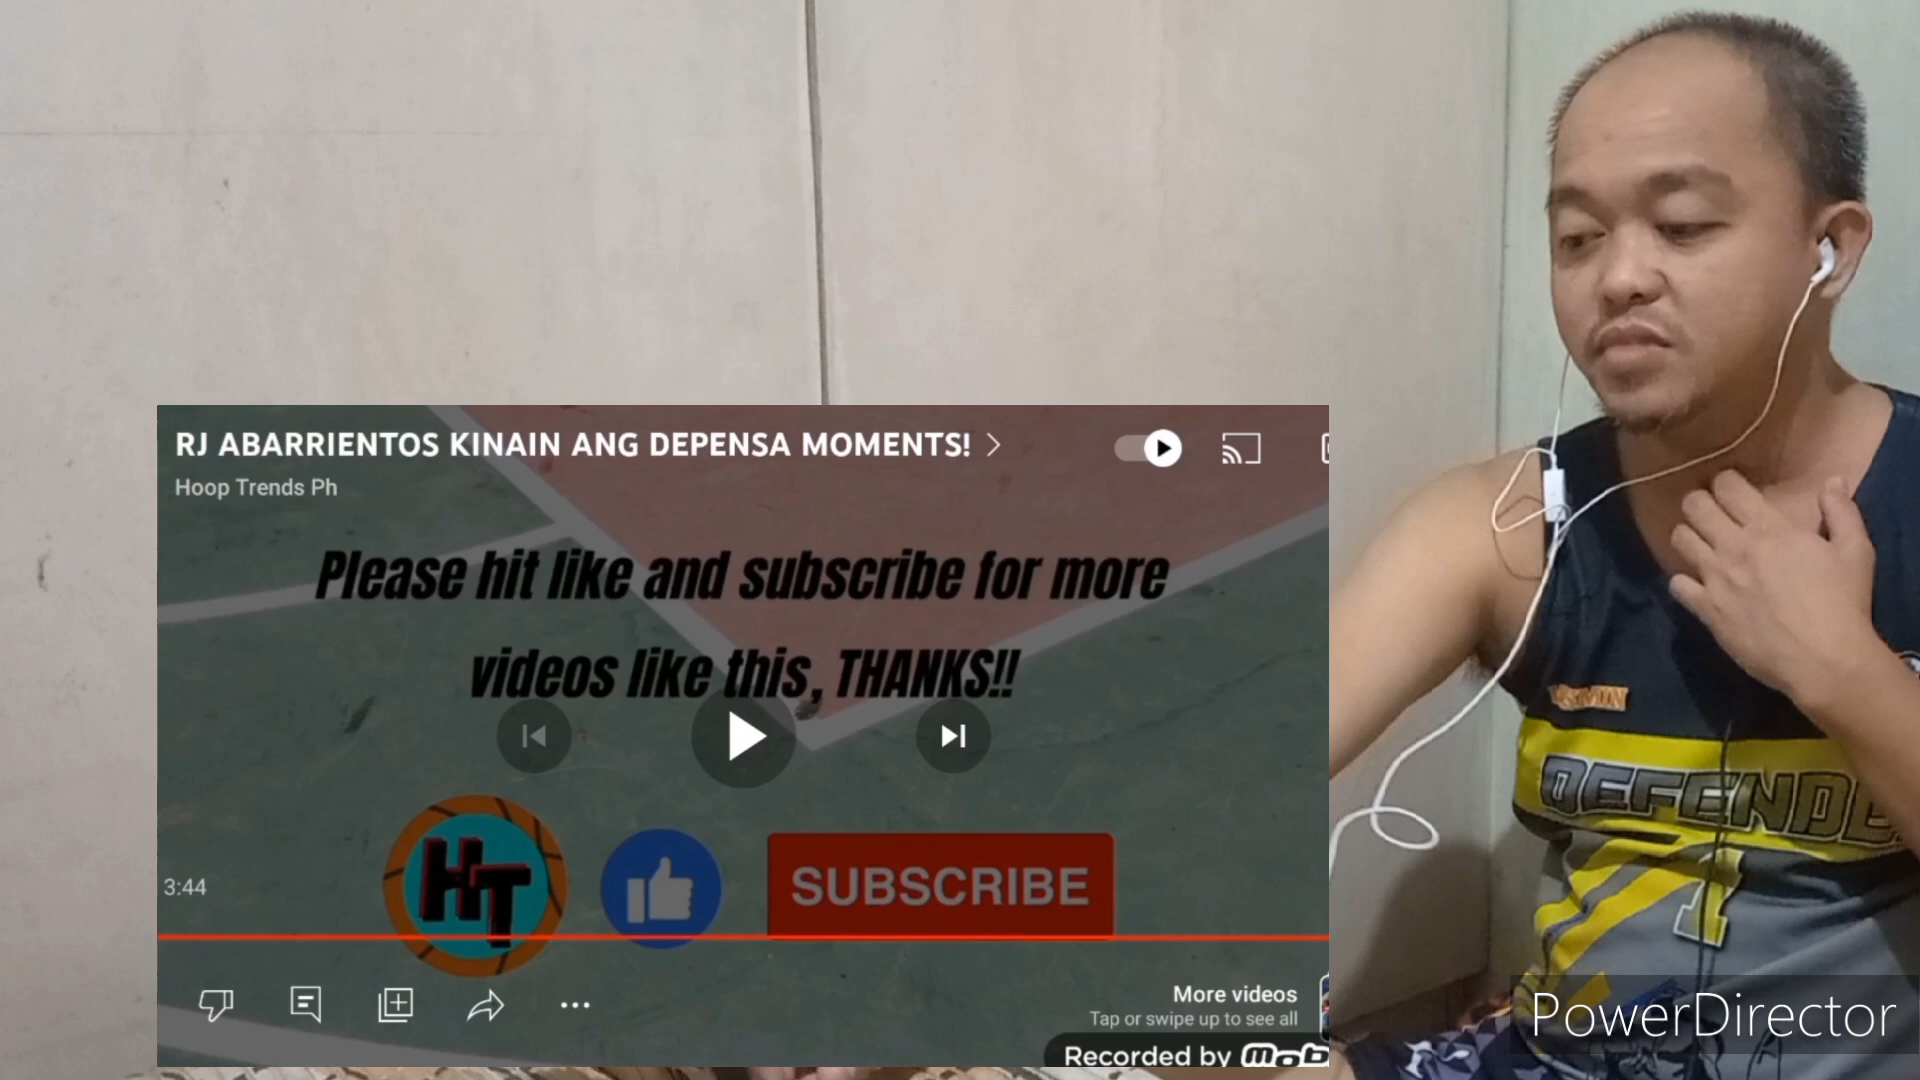 RJ ABARRIENTOS KINAIN ANG DEPENSA MOMENTS!
Hoop Trends Ph
Please hit like and subscribe for more
videos like this, THANKS!!
HT
SUBSCRIBE
3:44
More videos
Tap or swipe up to see all
Recorded by
1
PowerDirector